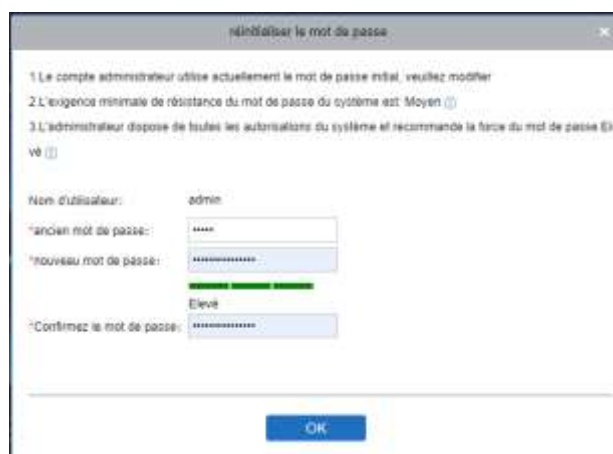 réinitialiser le mot de passe
1.Le compte administrateur utilise actuellement le mot de passe initial, veuillez modifier
2.L'exigence minimale de résistance du mot de passe du système est: Moyen
3.L'administrateur dispose de toutes les autorisations du système et recommande la force du mot de passe El
vé
Nom d'utilisateur: admin
*ancien mot de passe: •••••
*nouveau mot de passe: •••••••••••••••
Elevé
*Confirmez le mot de passe: •••••••••••••••
OK